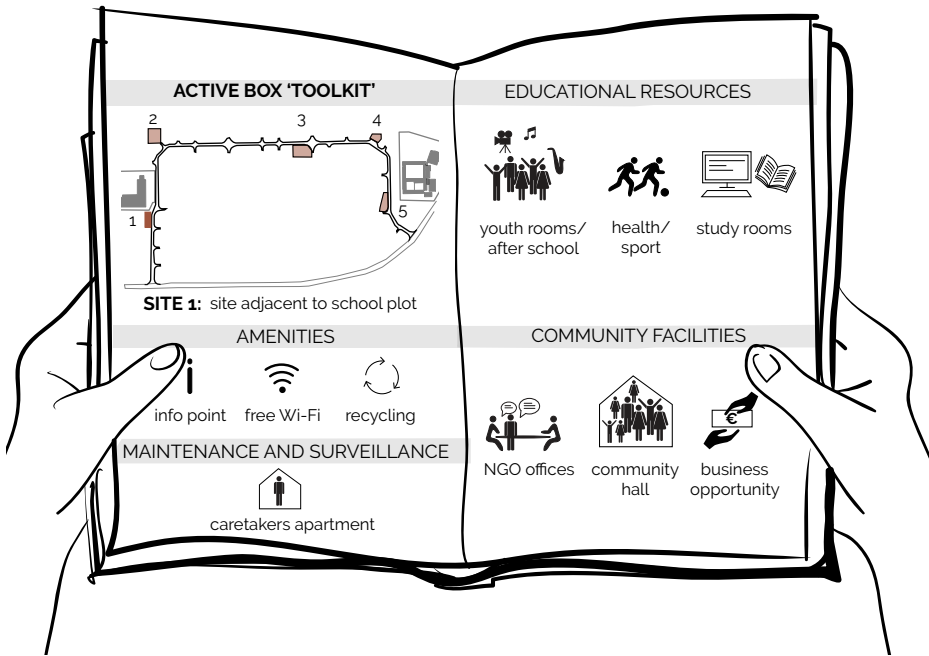 ACTIVE BOX ‘TOOLKIT’
2
3
4
1
5
SITE 1: site adjacent to school plot
AMENITIES
info point
free Wi-Fi
recycling
MAINTENANCE AND SURVEILLANCE
caretakers apartment
EDUCATIONAL RESOURCES
youth rooms/
after school
health/
sport
study rooms
COMMUNITY FACILITIES
€
NGO offices
community
hall
business
opportunity